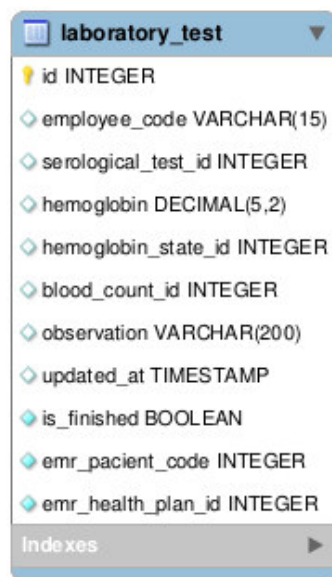 laboratory_test
id INTEGER
employee_code VARCHAR(15)
serological_test_id INTEGER
hemoglobin DECIMAL(5,2)
hemoglobin_state_id INTEGER
blood_count_id INTEGER
observation VARCHAR(200)
updated_at TIMESTAMP
is_finished BOOLEAN
emr_pacient_code INTEGER
emr_health_plan_id INTEGER
Indexes